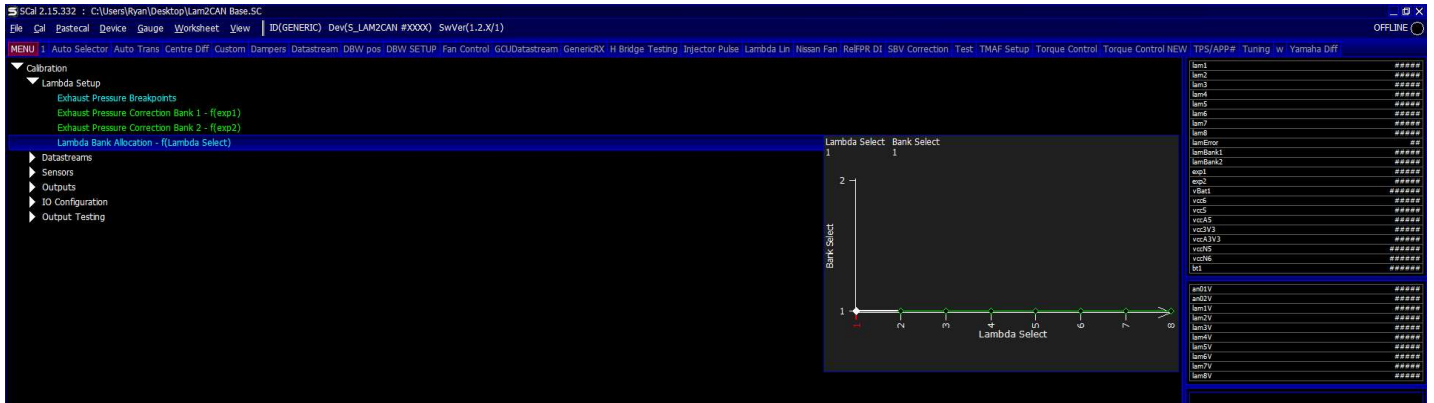 SCal 2.15.332 : C:\Users\Ryan\Desktop\Lam2CAN Base.SC
File Cal Pastecal Device Gauge Worksheet View ID(GENERIC) Dev(S_LAM2CAN #XXXX) SwVer(1.2.X/1) OFFLINE
MENU 1 Auto Selector Auto Trans Centre Diff Custom Dampers Datastream DBW pos DBW SETUP Fan Control GCUDatastream GenericRX H Bridge Testing Injector Pulse Lambda Lin Nissan Fan RelFPR DI SBV Correction Test TMAF Setup Torque Control Torque Control NEW TPS/APP# Tuning w Yamaha Diff
Calibration
Lambda Setup
Exhaust Pressure Breakpoints
Exhaust Pressure Correction Bank 1 - f(exp1)
Exhaust Pressure Correction Bank 2 - f(exp2)
Lambda Bank Allocation - f(Lambda Select)
Datastreams
Sensors
Outputs
IO Configuration
Output Testing
Lambda Select Bank Select
1 1
2
Bank Select
1
1 2 3 4 5 6 7 8
Lambda Select
lam1 #####
lam2 #####
lam3 #####
lam4 #####
lam5 #####
lam6 #####
lam7 #####
lam8 #####
lamError ##
lamBank1 #####
lamBank2 #####
exp1 #####
exp2 #####
vBat1 ######
vcc6 #####
vcc5 #####
vccA5 #####
vcc3V3 #####
vccA3V3 #####
vccN5 ######
vccN6 ######
bt1 ######
an01V #####
an02V #####
lam1V #####
lam2V #####
lam3V #####
lam4V #####
lam5V #####
lam6V #####
lam7V #####
lam8V #####